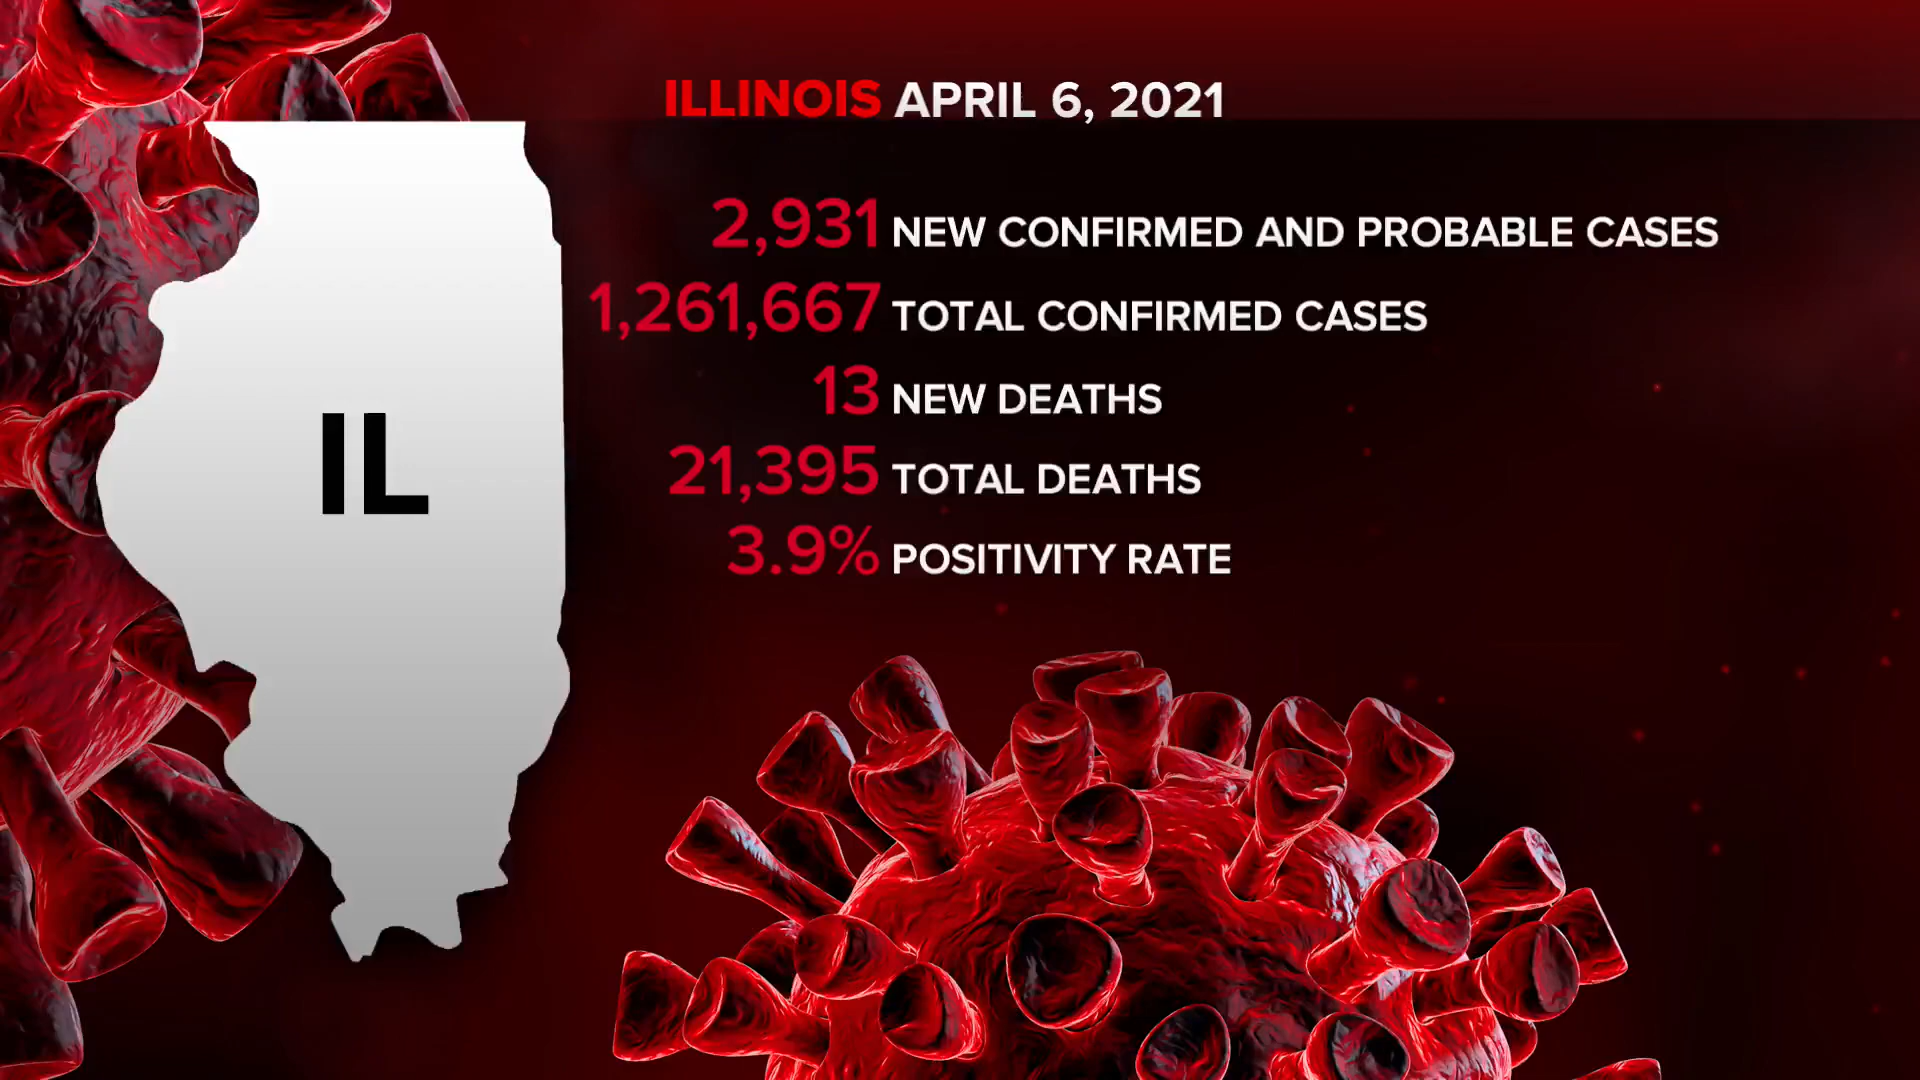 ILLINOIS APRIL 6, 2021
2,931 NEW CONFIRMED AND PROBABLE CASES
1,261,667 TOTAL CONFIRMED CASES
13 NEW DEATHS
21,395 TOTAL DEATHS
3.9% POSITIVITY RATE
IL